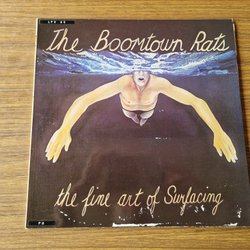 The Boomtown Rats
the fine art of Surfacing